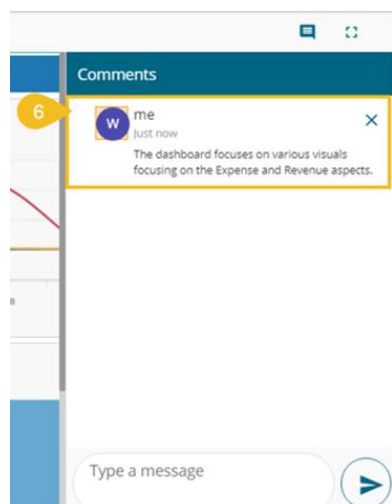 Comments
6
W
me
Just now
The dashboard focuses on various visuals
focusing on the Expense and Revenue aspects.
Type a message